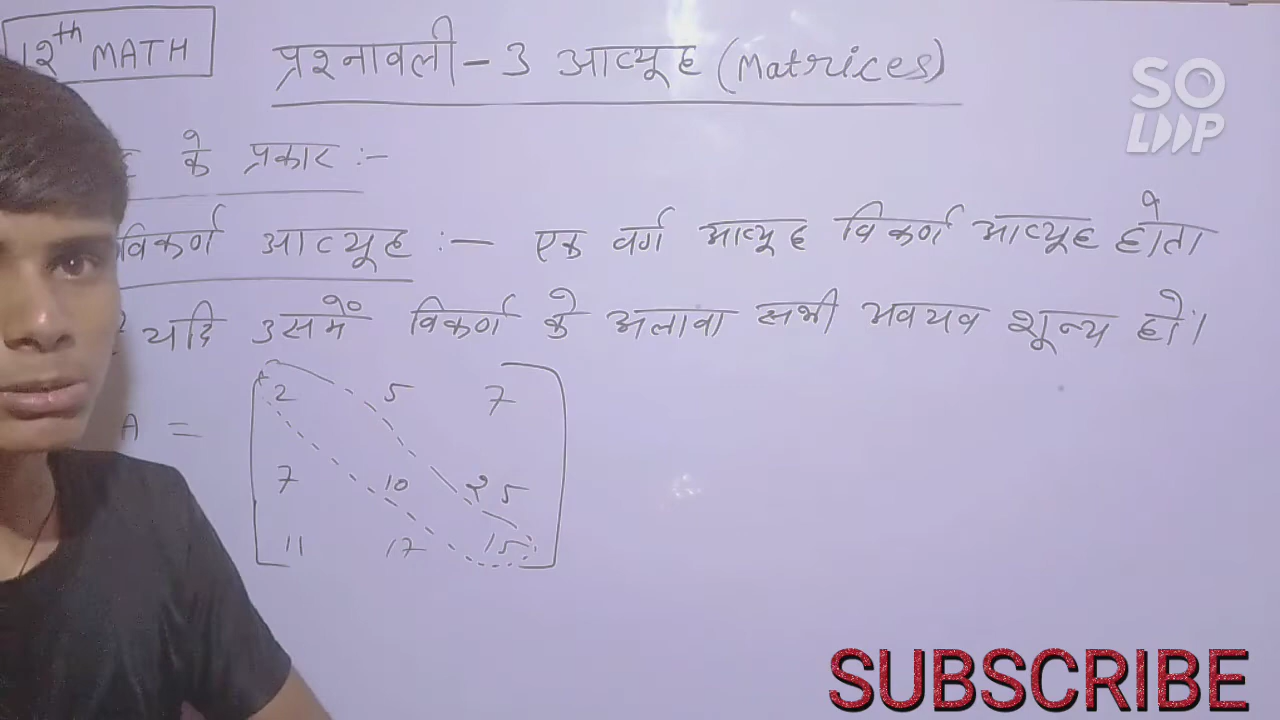 12th MATH
प्रश्नावली - 3 आव्यूह (Matrices)
SO
LOOP
के प्रकार :-
विकर्ण आव्यूह :- एक वर्ग आव्यूह विकर्ण आव्यूह होता
यदि उसमें विकर्ण के अलावा सभी अवयव शून्य हों।
2 5 7
A =
7 10 25
11 17 15
SUBSCRIBE